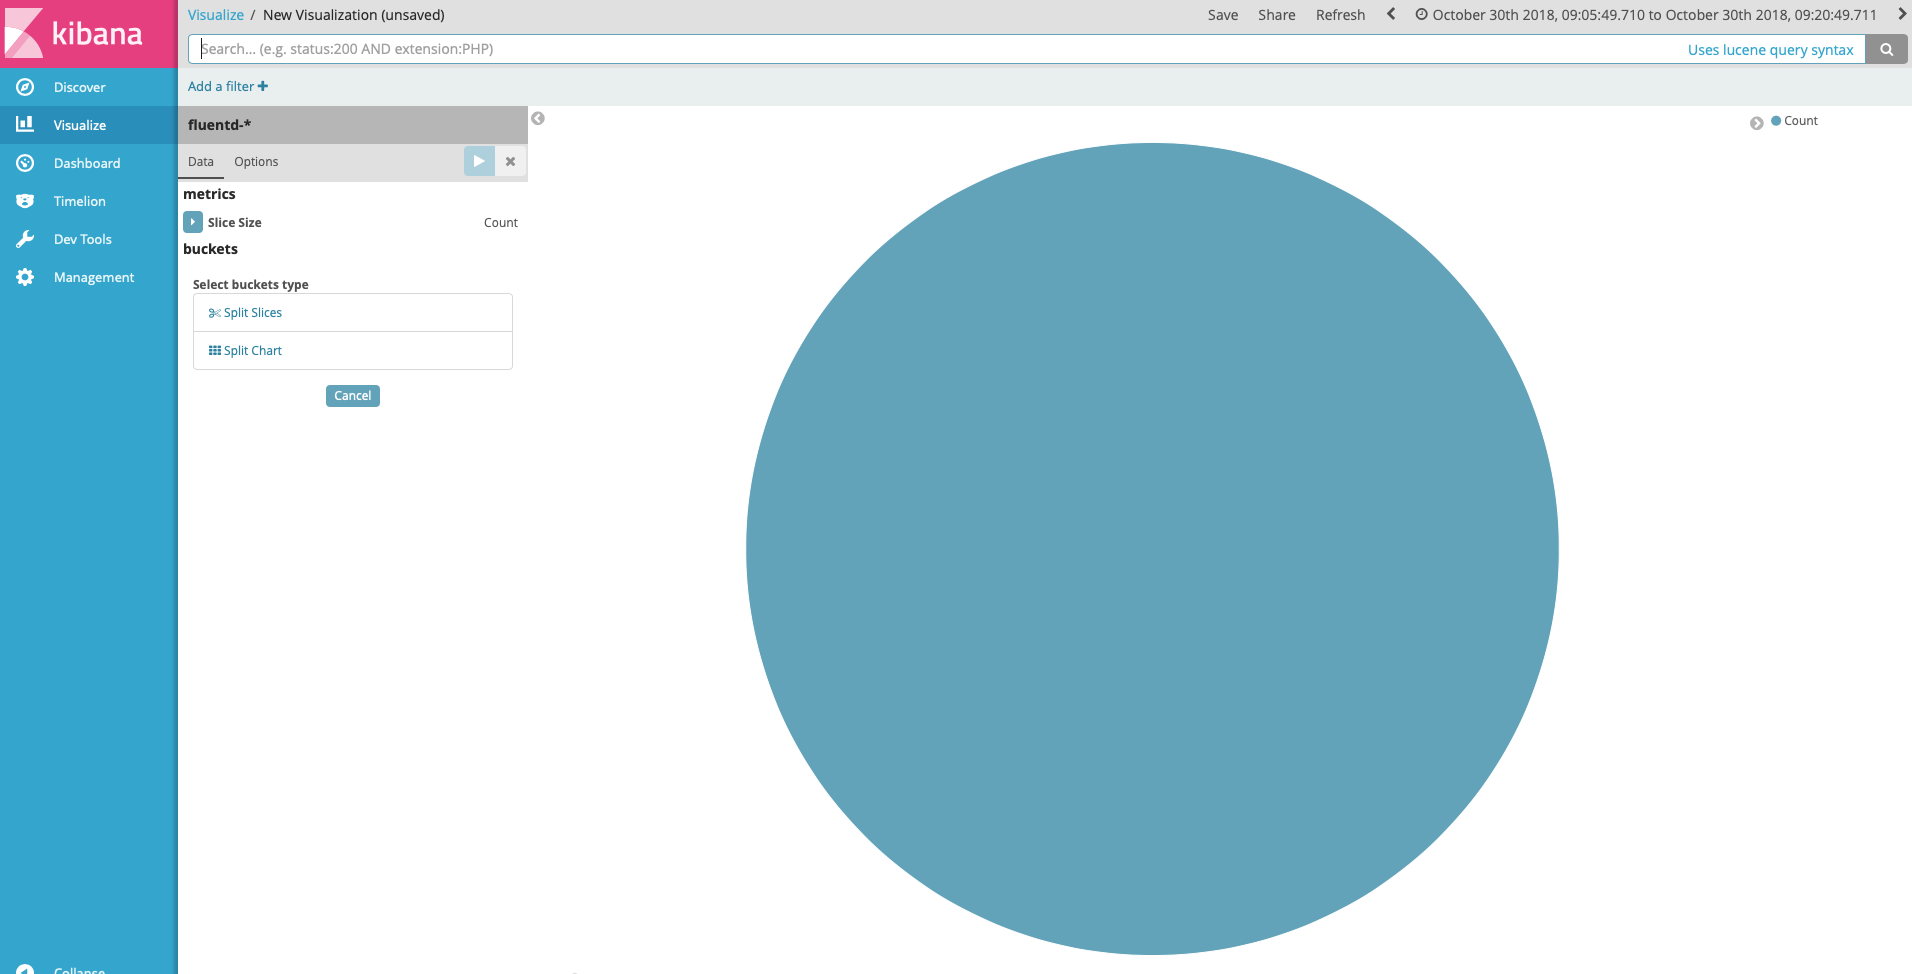 kibana
Visualize / New Visualization (unsaved)
Save Share Refresh October 30th 2018, 09:05:49.710 to October 30th 2018, 09:20:49.711
Search... (e.g. status:200 AND extension:PHP) Uses lucene query syntax
Add a filter
Discover
Visualize
Dashboard
Timelion
Dev Tools
Management
Collapse
fluentd-*
Data Options
metrics
Slice Size Count
buckets
Select buckets type
Split Slices
Split Chart
Cancel
Count